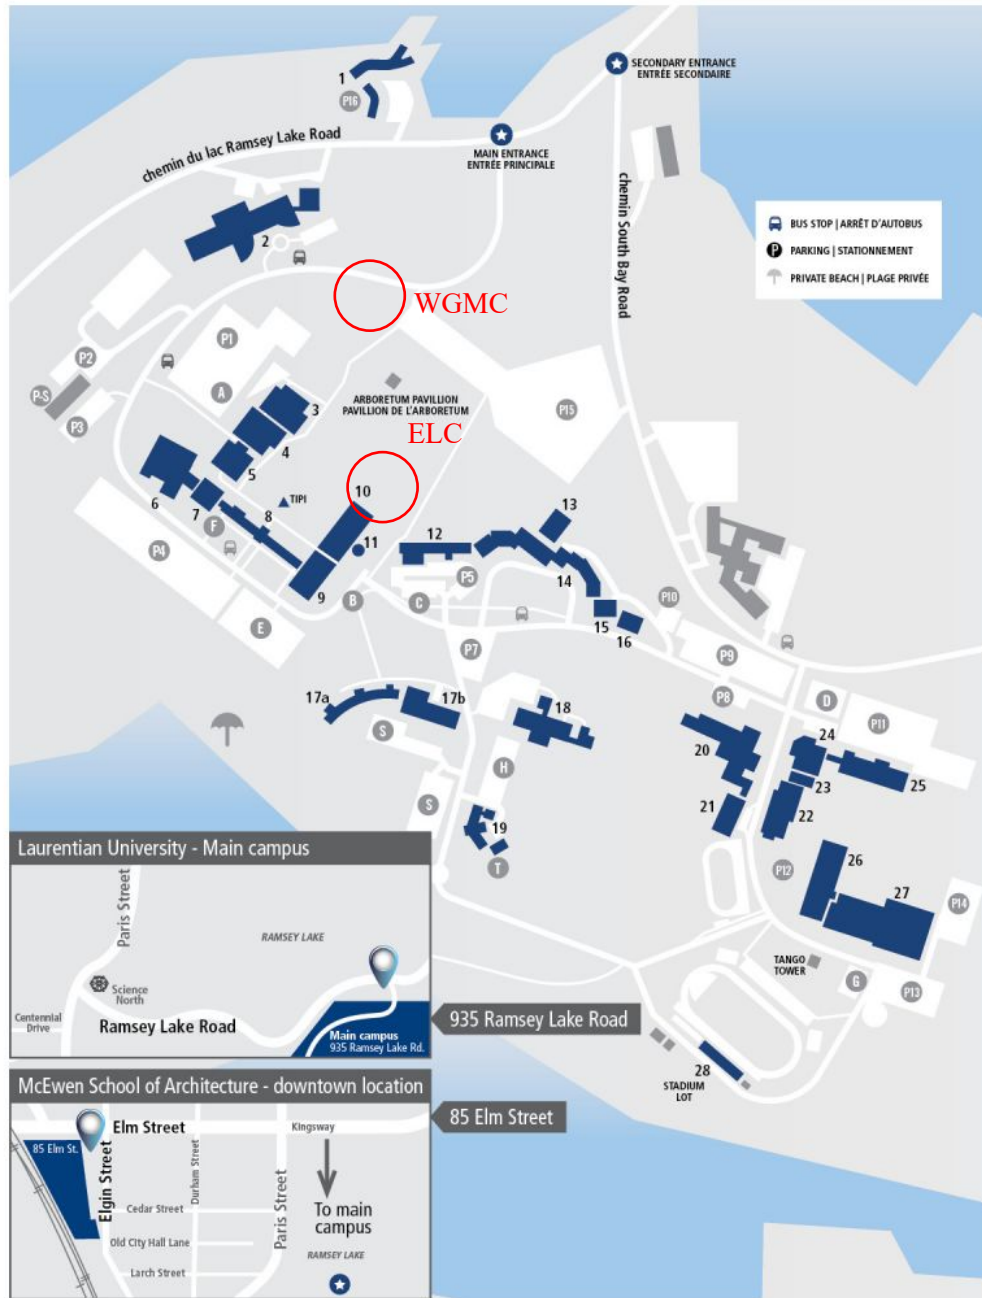 SECONDARY ENTRANCE
ENTRÉE SECONDAIRE
1
P16
chemin du lac Ramsey Lake Road
MAIN ENTRANCE
ENTRÉE PRINCIPALE
chemin South Bay Road
BUS STOP | ARRÊT D'AUTOBUS
P PARKING | STATIONNEMENT
PRIVATE BEACH | PLAGE PRIVÉE
2
WGMC
P1
P2
P-S
A
P3
3
ARBORETUM PAVILLION
PAVILLION DE L'ARBORETUM
P15
ELC
4
5
6
7
TIPI
8
10
F
P4
11
12
13
P5
14
9
B
C
E
15
16
P10
P7
P9
17a
17b
18
P8
D
P11
S
H
20
24
25
23
21
22
S
19
T
26
27
P12
P14
TANGO
TOWER
G
P13
28
STADIUM
LOT
Laurentian University - Main campus
Paris Street
RAMSEY LAKE
Science
North
Centennial
Drive
Ramsey Lake Road
Main campus
935 Ramsey Lake Rd.
935 Ramsey Lake Road
McEwen School of Architecture - downtown location
85 Elm Street
Elm Street
Kingsway
85 Elm St.
Elgin Street
Durham Street
Paris Street
Cedar Street
To main
campus
Old City Hall Lane
RAMSEY LAKE
Larch Street